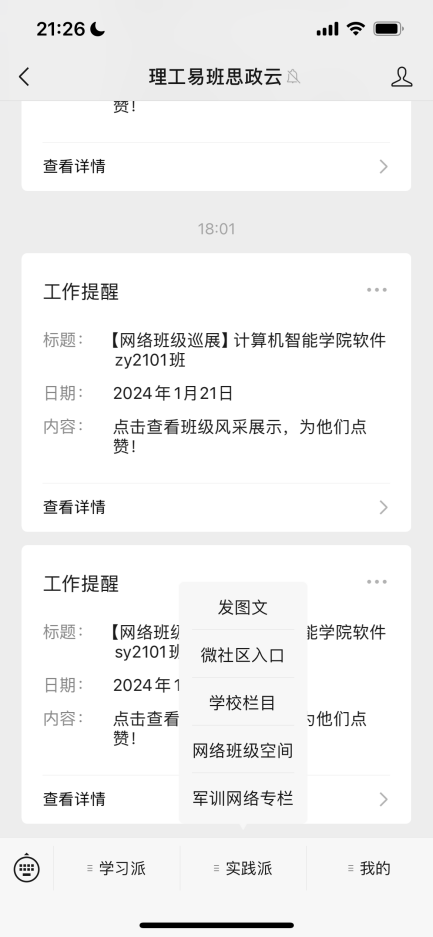 21:26
理工易班思政云
赞！
查看详情
18:01
工作提醒
标题： 【网络班级巡展】计算机智能学院软件
zy2101班
日期： 2024年1月21日
内容： 点击查看班级风采展示，为他们点
赞！
查看详情
工作提醒
标题： 【网络班 能学院软件
sy2101班
日期： 2024年1
内容： 点击查看 为他们点
赞！
查看详情
发图文
微社区入口
学校栏目
网络班级空间
军训网络专栏
学习派
实践派
我的